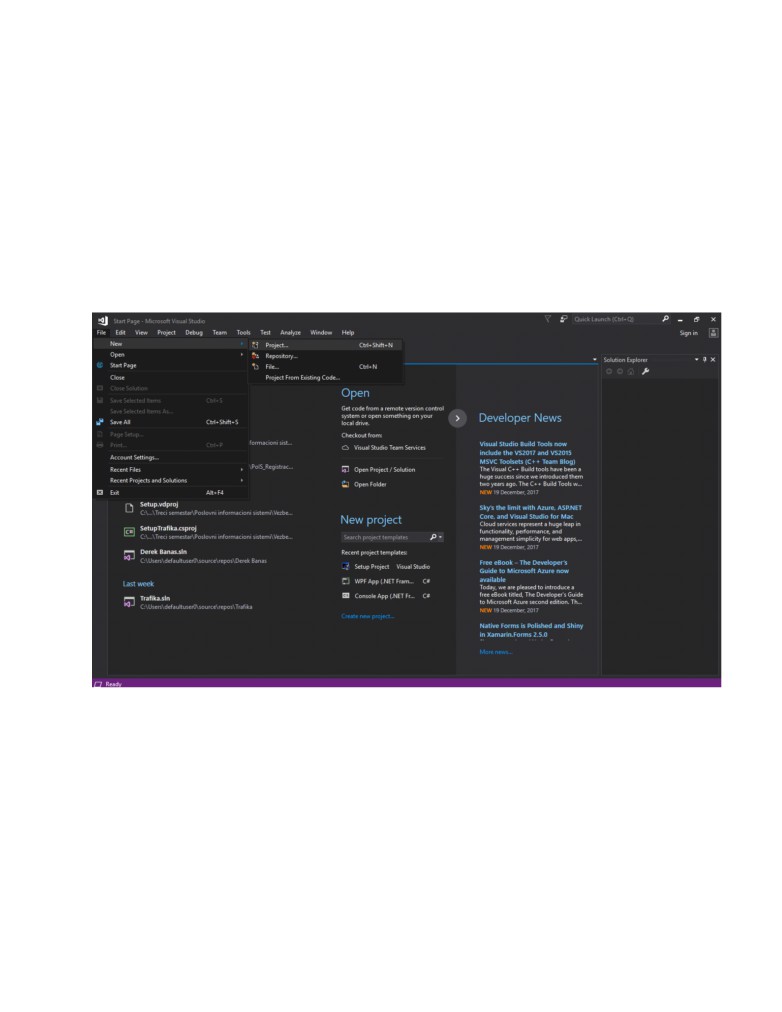 Start Page - Microsoft Visual Studio
Quick Launch (Ctrl+Q)
File Edit View Project Debug Team Tools Test Analyze Window Help
Sign in
New
Open
Start Page
Close
Close Solution
Save Selected Items Ctrl+S
Save Selected Items As...
Save All Ctrl+Shift+S
Page Setup...
Print... Ctrl+P
Account Settings...
Recent Files
Recent Projects and Solutions
Exit Alt+F4
Project... Ctrl+Shift+N
Repository...
File... Ctrl+N
Project From Existing Code...
formacioni sist...
\PoIS_Registrac...
Setup.vdproj
C:\...\Treci semestar\Poslovni informacioni sistemi\Vezbe...
SetupTrafika.csproj
C:\...\Treci semestar\Poslovni informacioni sistemi\Vezbe...
Derek Banas.sln
C:\Users\defaultuser0\source\repos\Derek Banas
Last week
Trafika.sln
C:\Users\defaultuser0\source\repos\Trafika
Open
Get code from a remote version control
system or open something on your
local drive.
Checkout from:
Visual Studio Team Services
Open Project / Solution
Open Folder
New project
Search project templates
Recent project templates:
Setup Project Visual Studio
WPF App (.NET Fram... C#
Console App (.NET Fr... C#
Create new project...
Developer News
Visual Studio Build Tools now
include the VS2017 and VS2015
MSVC Toolsets (C++ Team Blog)
The Visual C++ Build Tools have been a
huge success since we introduced them
two years ago. The C++ Build Tools w...
NEW 19 December, 2017
Sky's the limit with Azure, ASP.NET
Core, and Visual Studio for Mac
Cloud services represent a huge leap in
functionality, performance, and
management simplicity for web apps,...
NEW 19 December, 2017
Free eBook – The Developer's
Guide to Microsoft Azure now
available
Today, we are pleased to introduce a
free eBook titled, The Developer's Guide
to Microsoft Azure second edition. Th...
NEW 19 December, 2017
Native Forms is Polished and Shiny
in Xamarin.Forms 2.5.0
More news...
Solution Explorer
Ready